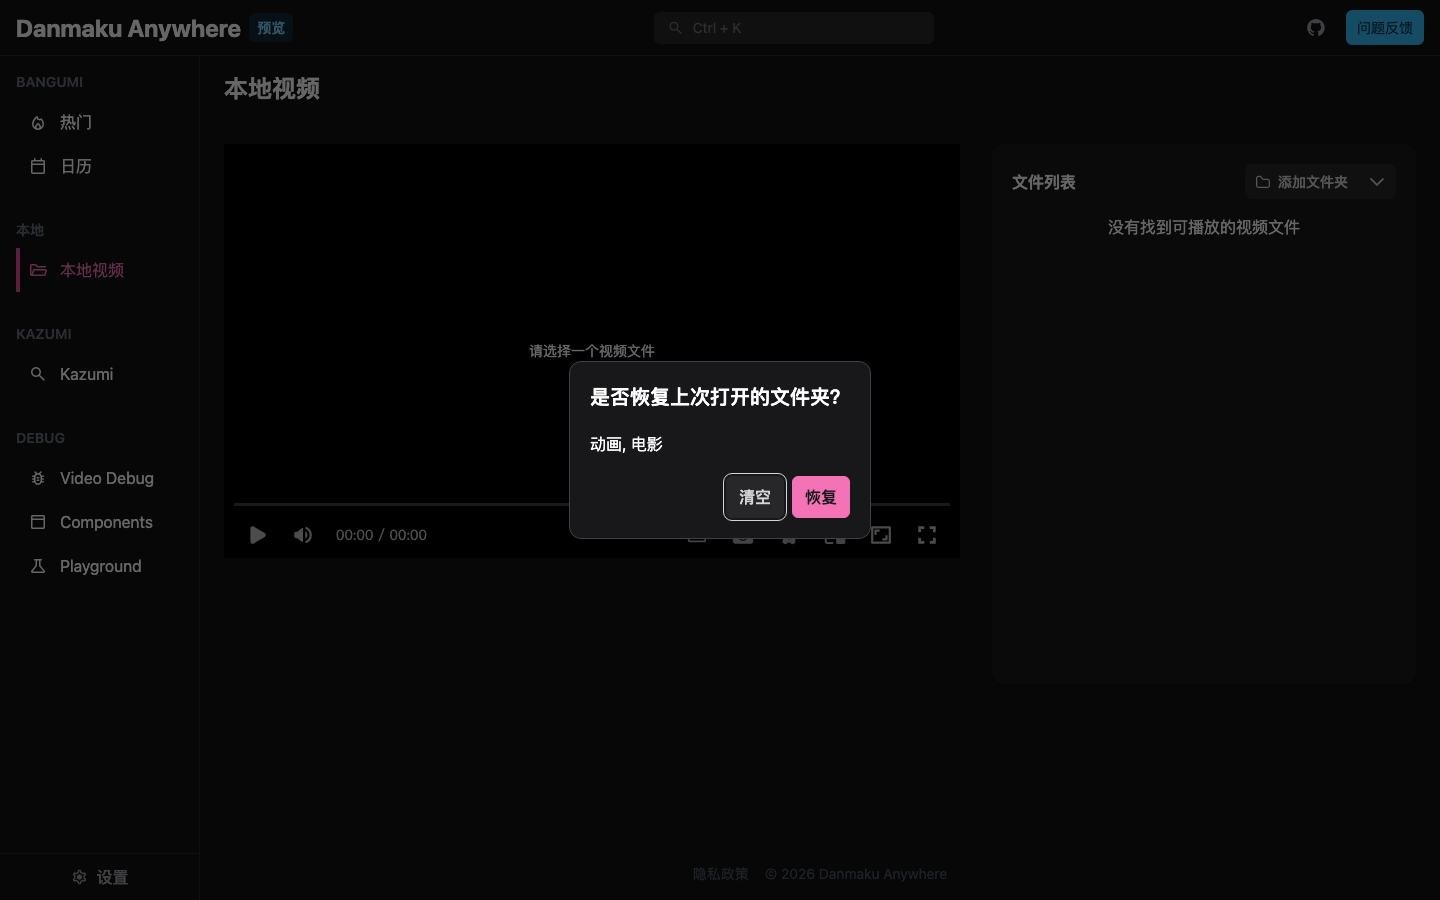 Danmaku Anywhere 预览
Ctrl + K
问题反馈
BANGUMI
热门
日历
本地
本地视频
KAZUMI
Kazumi
DEBUG
Video Debug
Components
Playground
设置
本地视频
请选择一个视频文件
00:00 / 00:00
文件列表
添加文件夹
没有找到可播放的视频文件
是否恢复上次打开的文件夹?
动画, 电影
清空
恢复
隐私政策 © 2026 Danmaku Anywhere